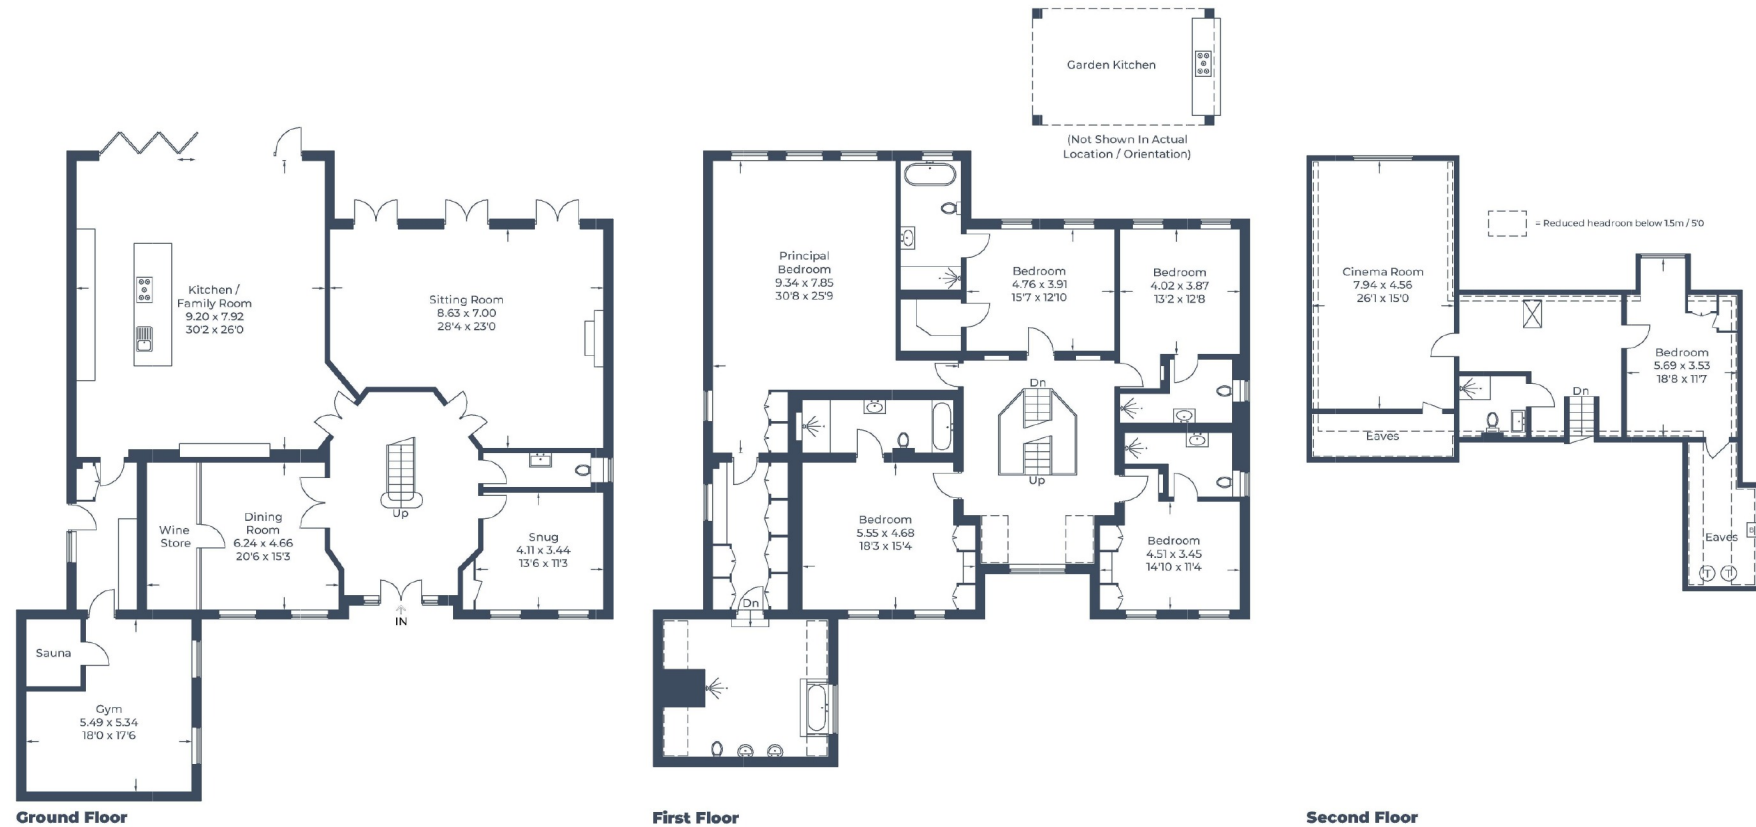 Garden Kitchen
(Not Shown In Actual
Location / Orientation)
Kitchen /
Family Room
9.20 x 7.92
30'2 x 26'0
Sitting Room
8.63 x 7.00
28'4 x 23'0
Wine
Store
Dining
Room
6.24 x 4.66
20'6 x 15'3
Up
Snug
4.11 x 3.44
13'6 x 11'3
IN
Sauna
Gym
5.49 x 5.34
18'0 x 17'6
Ground Floor
Principal
Bedroom
9.34 x 7.85
30'8 x 25'9
Bedroom
4.76 x 3.91
15'7 x 12'10
Bedroom
4.02 x 3.87
13'2 x 12'8
Dn
Up
Bedroom
5.55 x 4.68
18'3 x 15'4
Bedroom
4.51 x 3.45
14'10 x 11'4
Dn
First Floor
= Reduced headroon below 1.5m / 5'0
Cinema Room
7.94 x 4.56
26'1 x 15'0
Bedroom
5.69 x 3.53
18'8 x 11'7
Dn
Eaves
Eaves
B
T
T
Second Floor